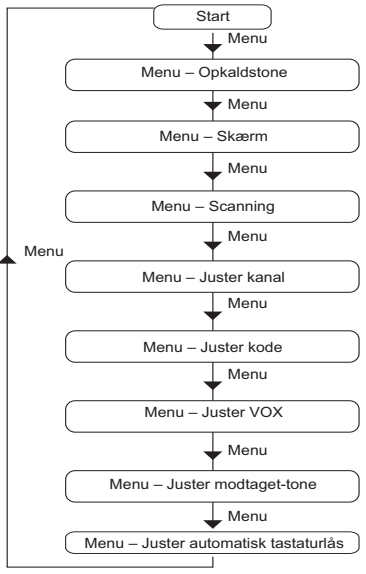 Start
Menu
Menu – Opkaldstone
Menu
Menu – Skærm
Menu
Menu – Scanning
Menu
Menu
Menu – Juster kanal
Menu
Menu – Juster kode
Menu
Menu – Juster VOX
Menu
Menu – Juster modtaget-tone
Menu
Menu – Juster automatisk tastaturlås